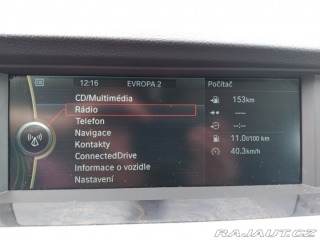 12:16 EVROPA 2 Počítač
CD/Multimédia
Rádio
Telefon
Navigace
Kontakty
ConnectedDrive
Informace o vozidle
Nastavení
153km
--:--
11.0l/100 km
40.3km/h
RAJAUT.CZ